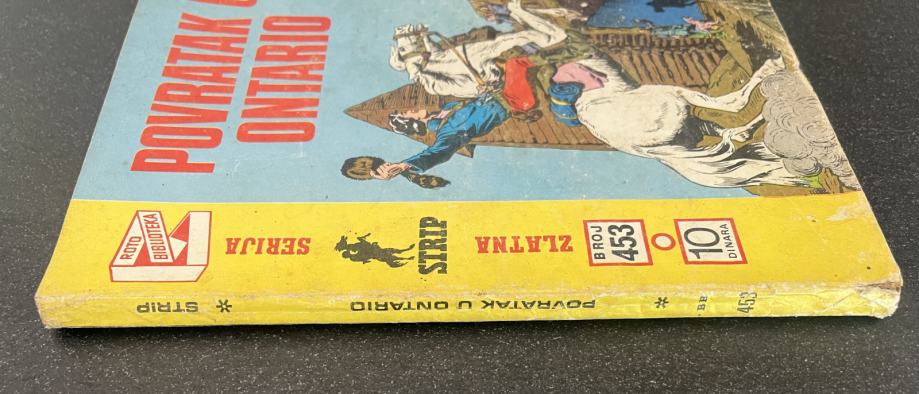 POVRATAK U
ONTARIO
ROTO
BIBLIOTEKA
ZLATNA
STRIP
SERIJA
BROJ
453
10
DINARA
STRIP * POVRATAK U ONTARIO * 453